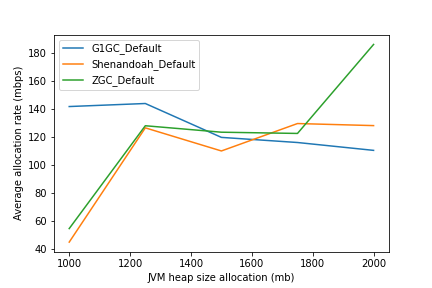 G1GC_Default
Shenandoah_Default
ZGC_Default
Average allocation rate (mbps)
180
160
140
120
100
80
60
40
1000 1200 1400 1600 1800 2000
JVM heap size allocation (mb)